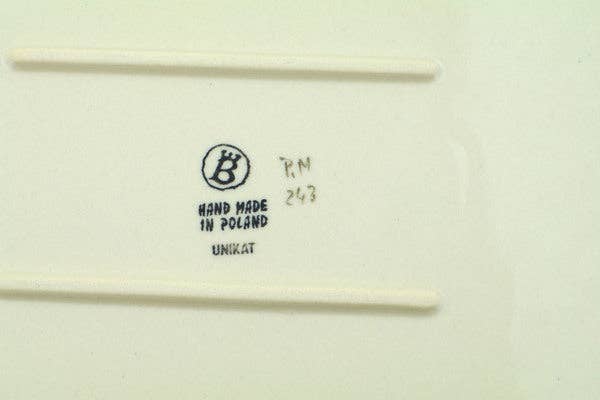 B
HAND MADE
IN POLAND
UNIKAT
P.M
243